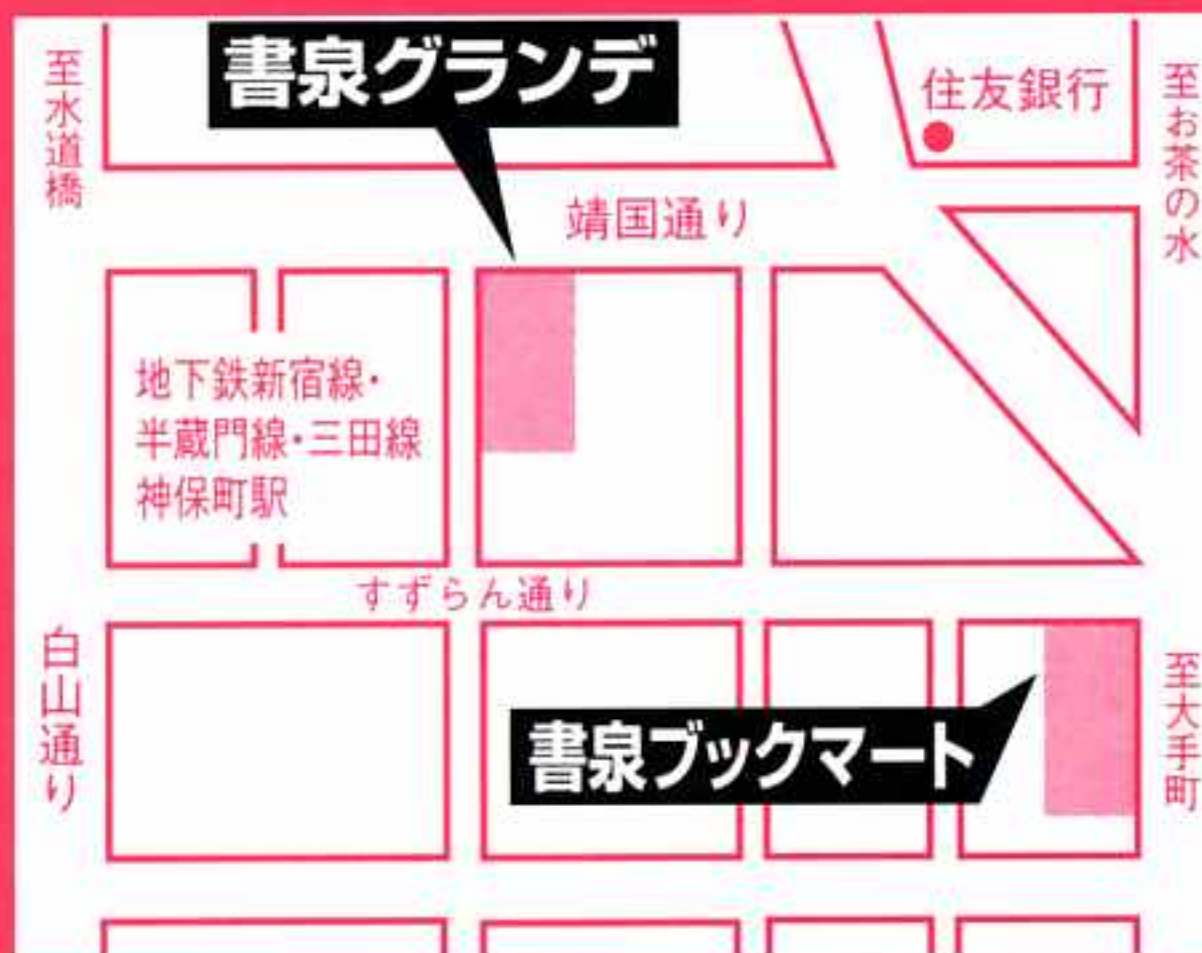 書泉グランデ
住友銀行
至水道橋
至お茶の水
靖国通り
地下鉄新宿線・
半蔵門線・三田線
神保町駅
すずらん通り
白山通り
書泉ブックマート
至大手町